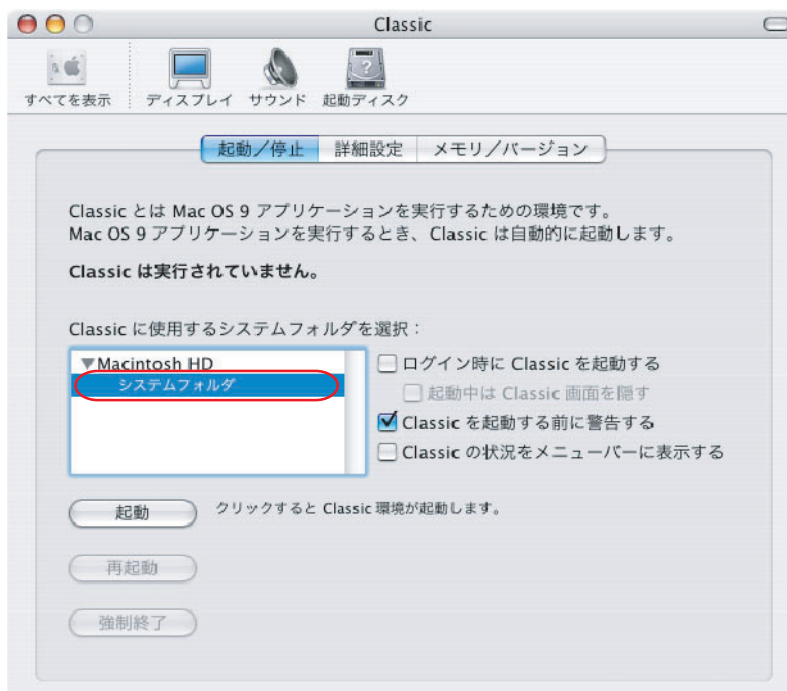 Classic
すべてを表示 ディスプレイ サウンド 起動ディスク
起動／停止 詳細設定 メモリ／バージョン
Classic とは Mac OS 9 アプリケーションを実行するための環境です。
Mac OS 9 アプリケーションを実行するとき、Classic は自動的に起動します。
Classic は実行されていません。
Classic に使用するシステムフォルダを選択：
▼Macintosh HD
システムフォルダ
ログイン時に Classic を起動する
起動中は Classic 画面を隠す
Classic を起動する前に警告する
Classic の状況をメニューバーに表示する
起動 クリックすると Classic 環境が起動します。
再起動
強制終了